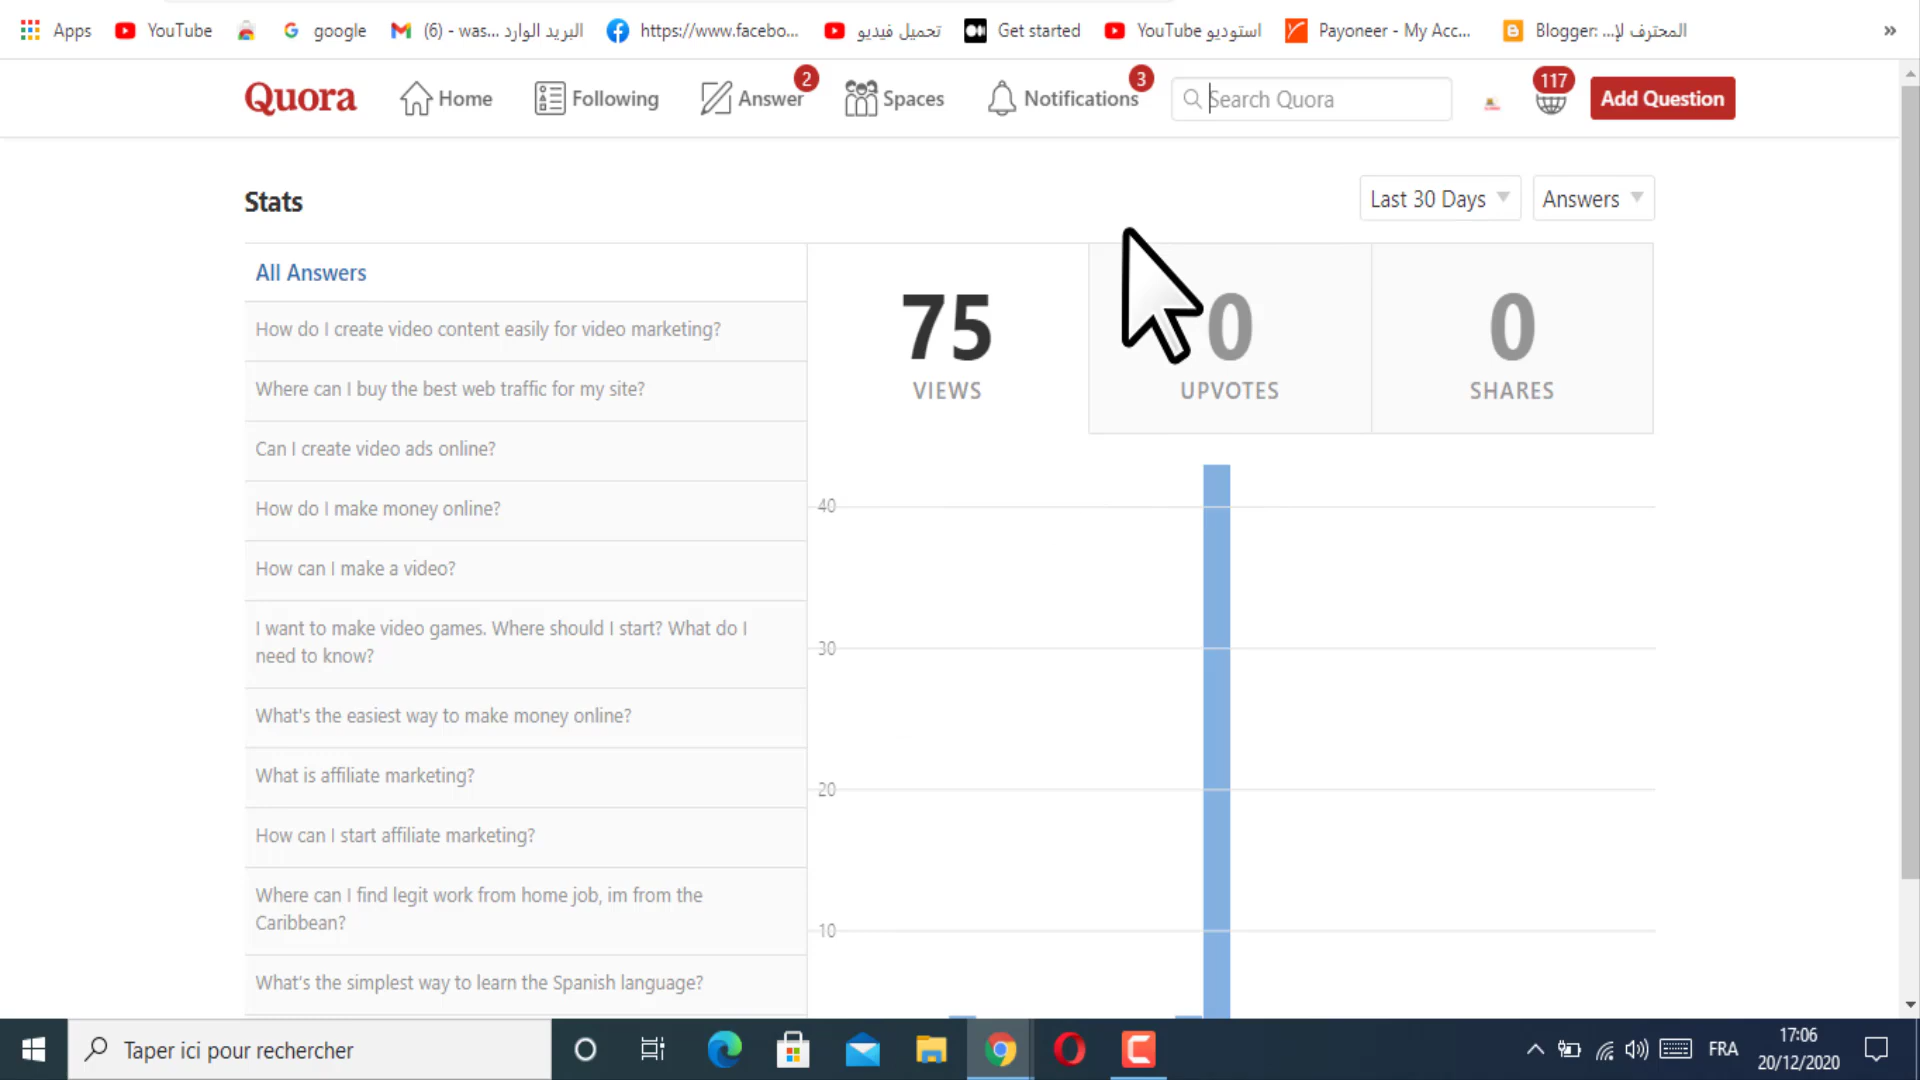 Apps
YouTube
google
(6) - was... البريد الوارد
https://www.facebo...
تحميل فيديو
Get started
YouTube استوديو
Payoneer - My Acc...
Blogger: ...المحترف لإ
»
Quora
Home
Following
Answer
2
Spaces
Notifications
3
Search Quora
117
Add Question
Stats
Last 30 Days
Answers
All Answers
How do I create video content easily for video marketing?
Where can I buy the best web traffic for my site?
Can I create video ads online?
How do I make money online?
How can I make a video?
I want to make video games. Where should I start? What do I
need to know?
What's the easiest way to make money online?
What is affiliate marketing?
How can I start affiliate marketing?
Where can I find legit work from home job, im from the
Caribbean?
What's the simplest way to learn the Spanish language?
75
VIEWS
0
UPVOTES
0
SHARES
40
30
20
10
Taper ici pour rechercher
FRA
17:06
20/12/2020